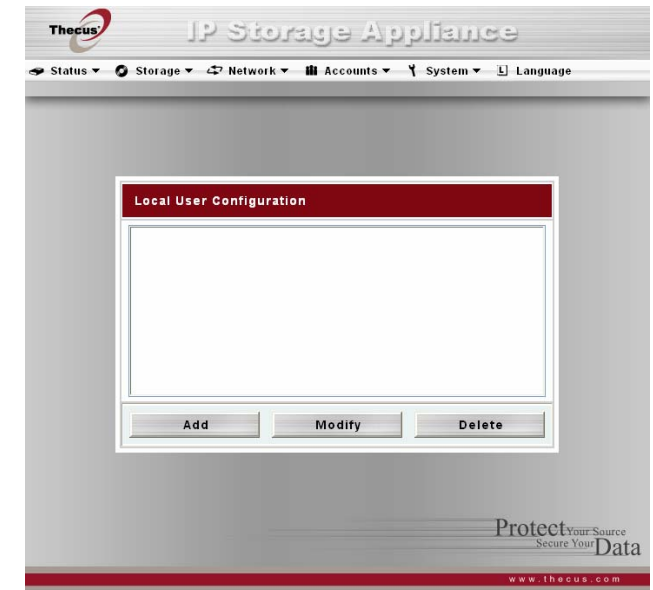 Thecus
IP Storage Appliance
Status Storage Network Accounts System L Language
Local User Configuration
Add Modify Delete
Protect Your Source
Secure Your Data
www.thecus.com